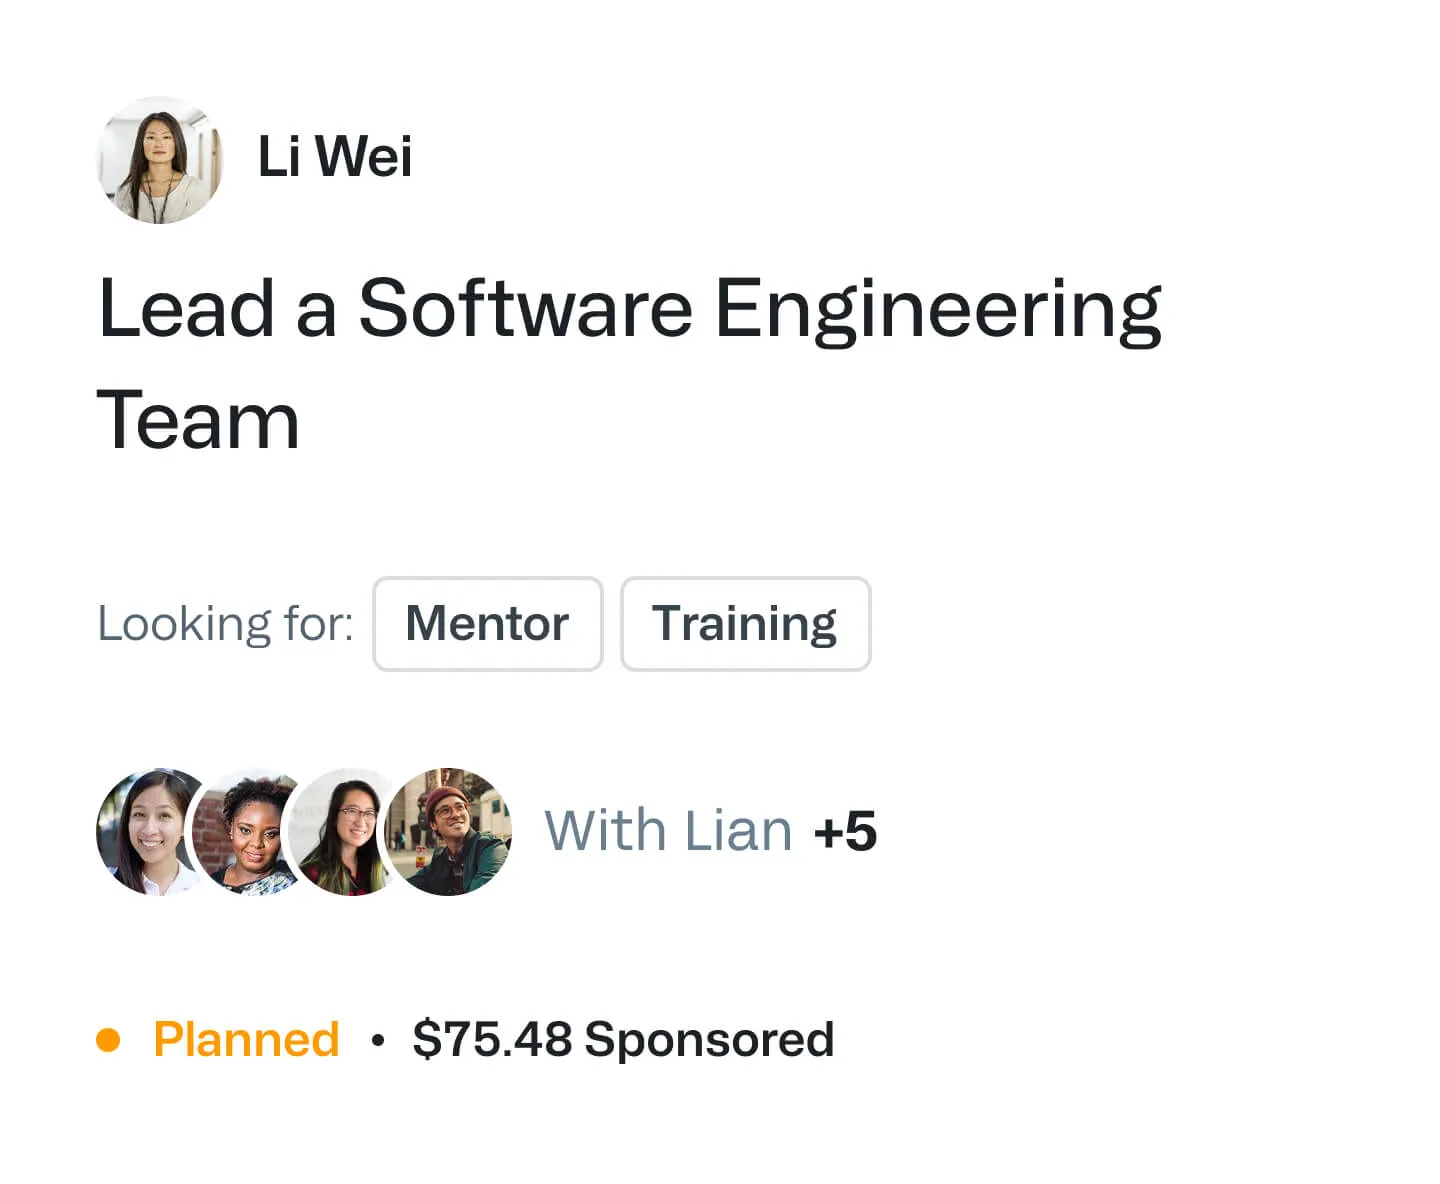 Li Wei
Lead a Software Engineering
Team
Looking for: Mentor Training
With Lian +5
Planned • $75.48 Sponsored